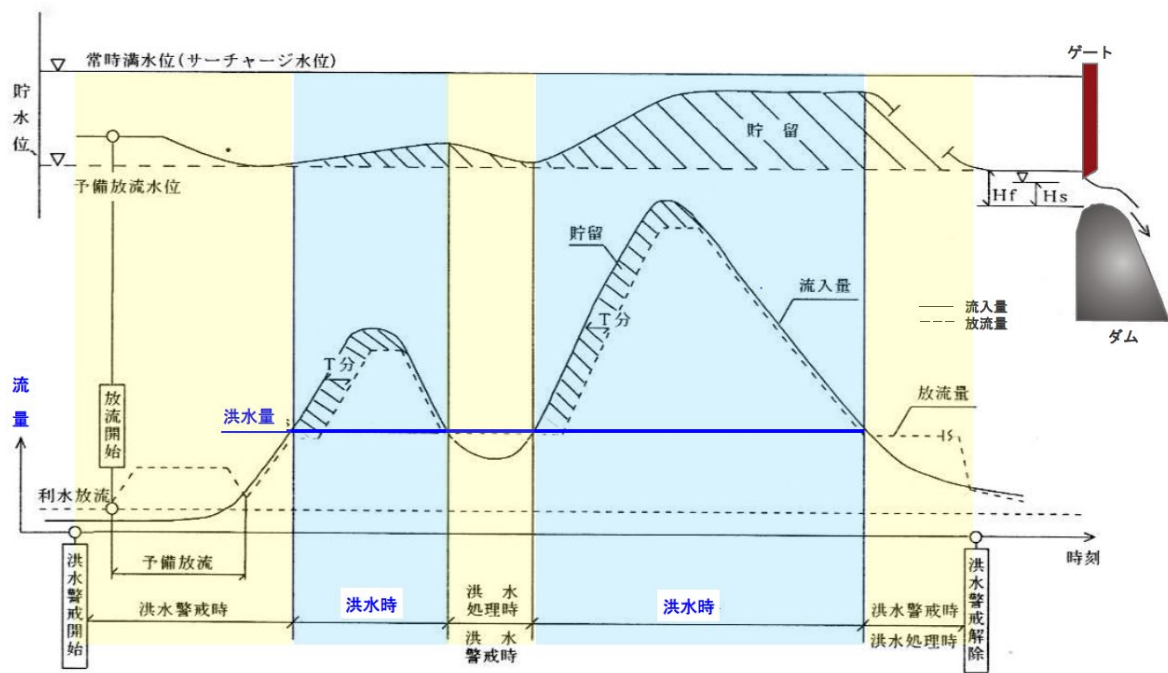 常時満水位(サーチャージ水位)
ゲート
貯水位
貯 留
予備放流水位
Hf
Hs
貯留
流入量
流入量
放流量
ダム
T分
T分
流量
放流開始
洪水量
放流量
利水放流
時刻
予備放流
洪水警戒開始
洪水警戒時
洪水時
洪 水
処理時
洪 水
警戒時
洪水時
洪水警戒時
洪水処理時
洪水警戒解除